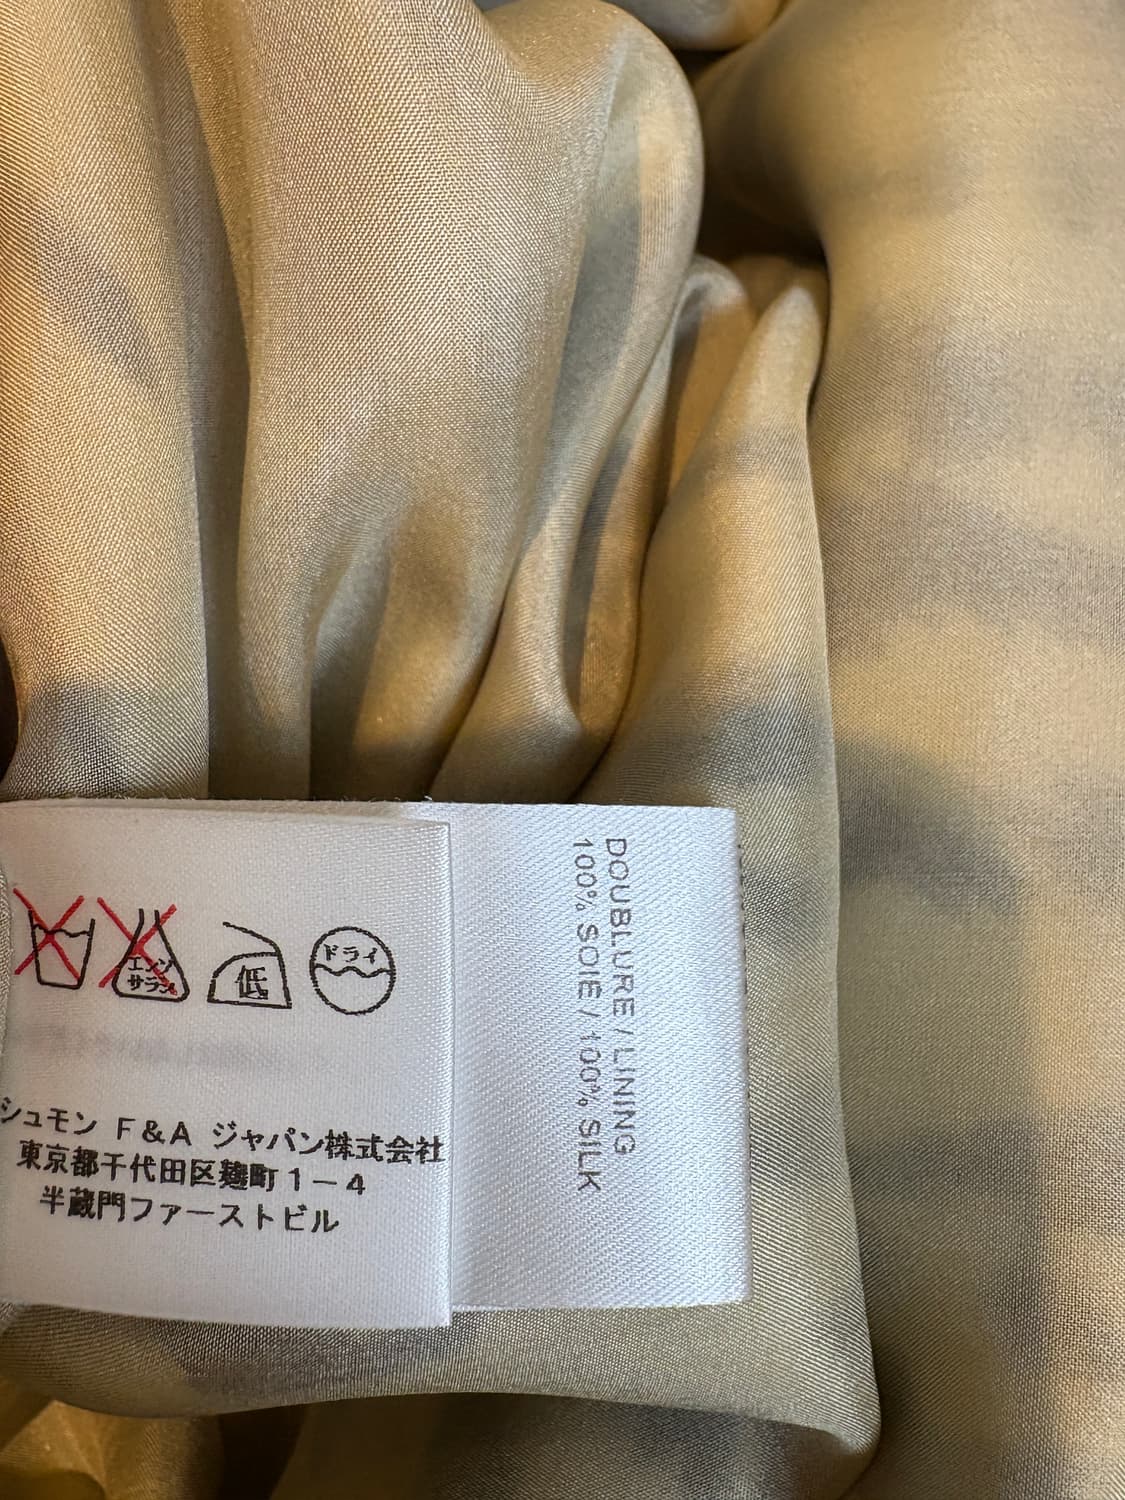 エンソ
サラシ
低
ドライ
シュモン F&A ジャパン株式会社
東京都千代田区麹町1-4
半蔵門ファーストビル
DOUBLURE / LINING
100% SOIE / 100% SILK